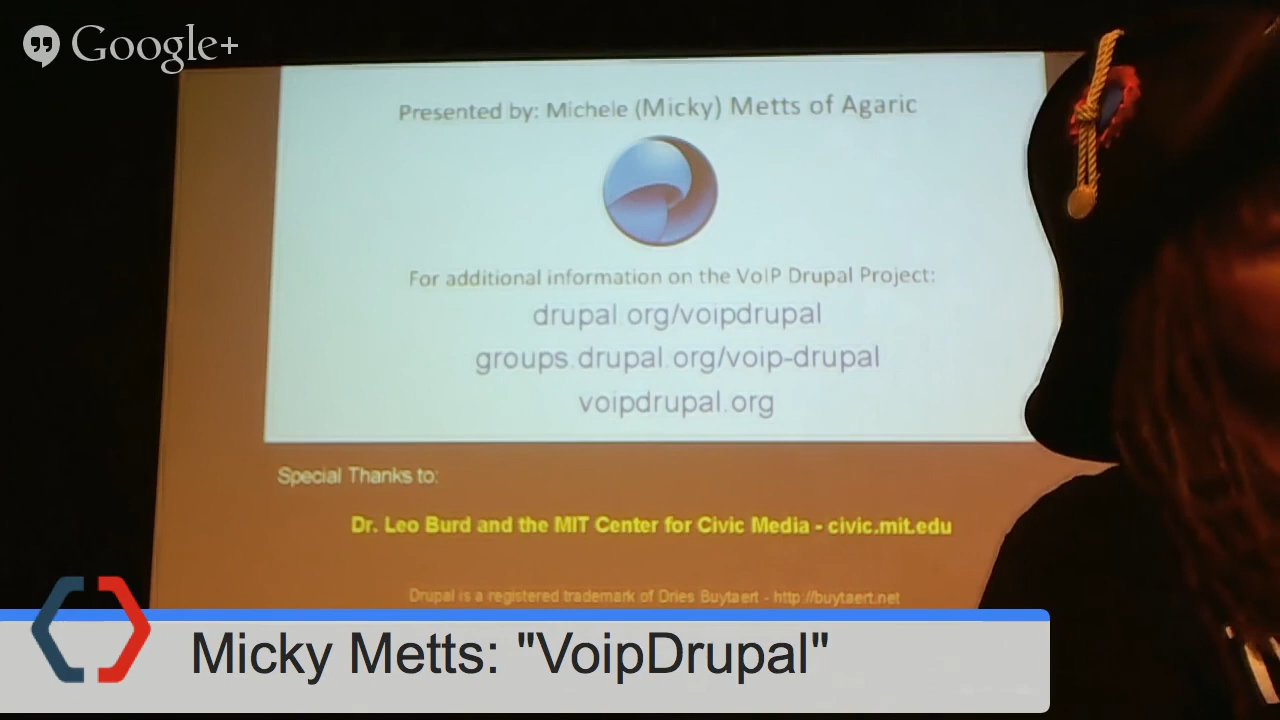 Google+
Presented by: Michele (Micky) Metts of Agaric
For additional information on the VoIP Drupal Project:
drupal.org/voipdrupal
groups.drupal.org/voip-drupal
voipdrupal.org
Special Thanks to:
Dr. Leo Burd and the MIT Center for Civic Media - civic.mit.edu
Drupal is a registered trademark of Dries Buytaert - http://buytaert.net
Micky Metts: "VoipDrupal"